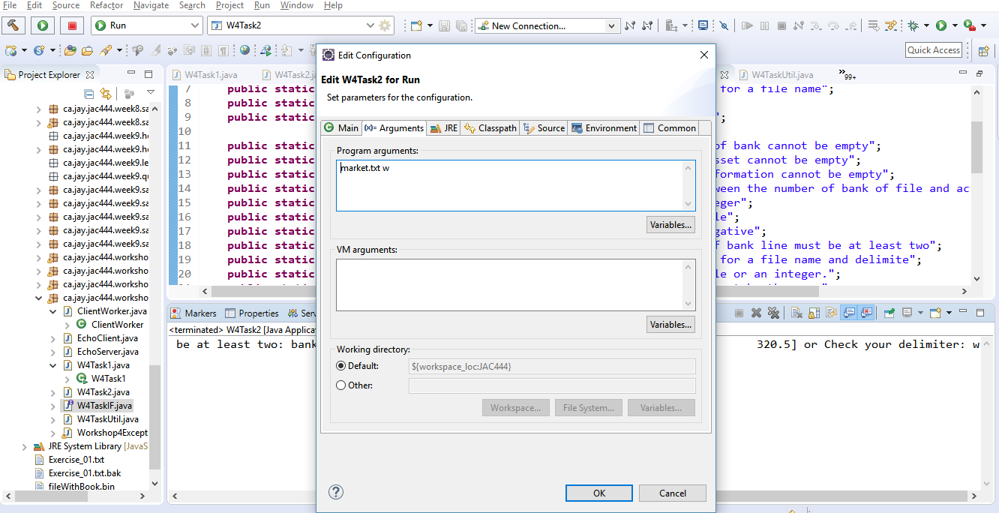 File Edit Source Refactor Navigate Search Project Run Window Help
Run
W4Task2
New Connection...
Quick Access
Project Explorer
ca.jay.jac444.week8.sa
ca.jay.jac444.week8.sa
ca.jay.jac444.week9.h
ca.jay.jac444.week9.h
ca.jay.jac444.week9.le
ca.jay.jac444.week9.q
ca.jay.jac444.week9.sa
ca.jay.jac444.week9.sa
ca.jay.jac444.week9.sa
ca.jay.jac444.week9.sa
ca.jay.jac444.week9.sa
ca.jay.jac444.worksho
ca.jay.jac444.worksho
ca.jay.jac444.worksho
ca.jay.jac444.worksho
ClientWorker.java
ClientWorker
EchoClient.java
EchoServer.java
W4Task1.java
W4Task1
W4Task2.java
W4TaskIF.java
W4TaskUtil.java
Workshop4Except
JRE System Library [JavaS
Exercise_01.txt
Exercise_01.txt.bak
fileWithBook.bin
W4Task1.java W4Task2.j W4TaskUtil.java »99+
7 public static for a file name";
8 public static
9 public static ";
10
11 public static of bank cannot be empty";
12 public static sset cannot be empty";
13 public static formation cannot be empty";
14 public static ween the number of bank of file and ac
15 public static eger";
16 public static le";
17 public static gative";
18 public static f bank line must be at least two";
19 public static for a file name and delimite";
20 public static le or an integer.";
Markers Properties Serv
<terminated> W4Task2 [Java Applicat
be at least two: bank 320.5] or Check your delimiter: w
Edit Configuration
Edit W4Task2 for Run
Set parameters for the configuration.
Main (x)= Arguments JRE Classpath Source Environment Common
Program arguments:
market.txt w
Variables...
VM arguments:
Variables...
Working directory:
Default: ${workspace_loc:JAC444}
Other:
Workspace... File System... Variables...
? OK Cancel